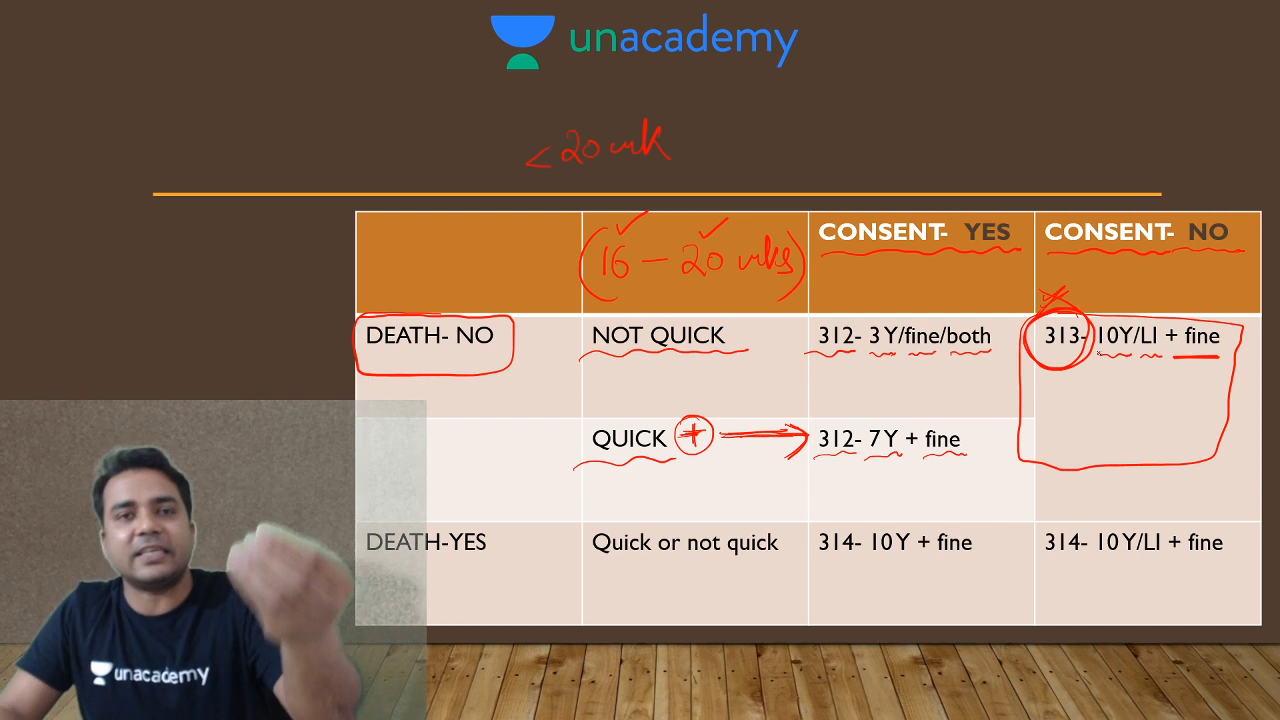 unacademy
< 20 wk
(16 - 20 wks)
CONSENT- YES
CONSENT- NO
DEATH- NO
NOT QUICK
312- 3Y/fine/both
313- 10Y/LI + fine
QUICK +
312- 7Y + fine
DEATH-YES
Quick or not quick
314- 10Y + fine
314- 10Y/LI + fine
unacademy